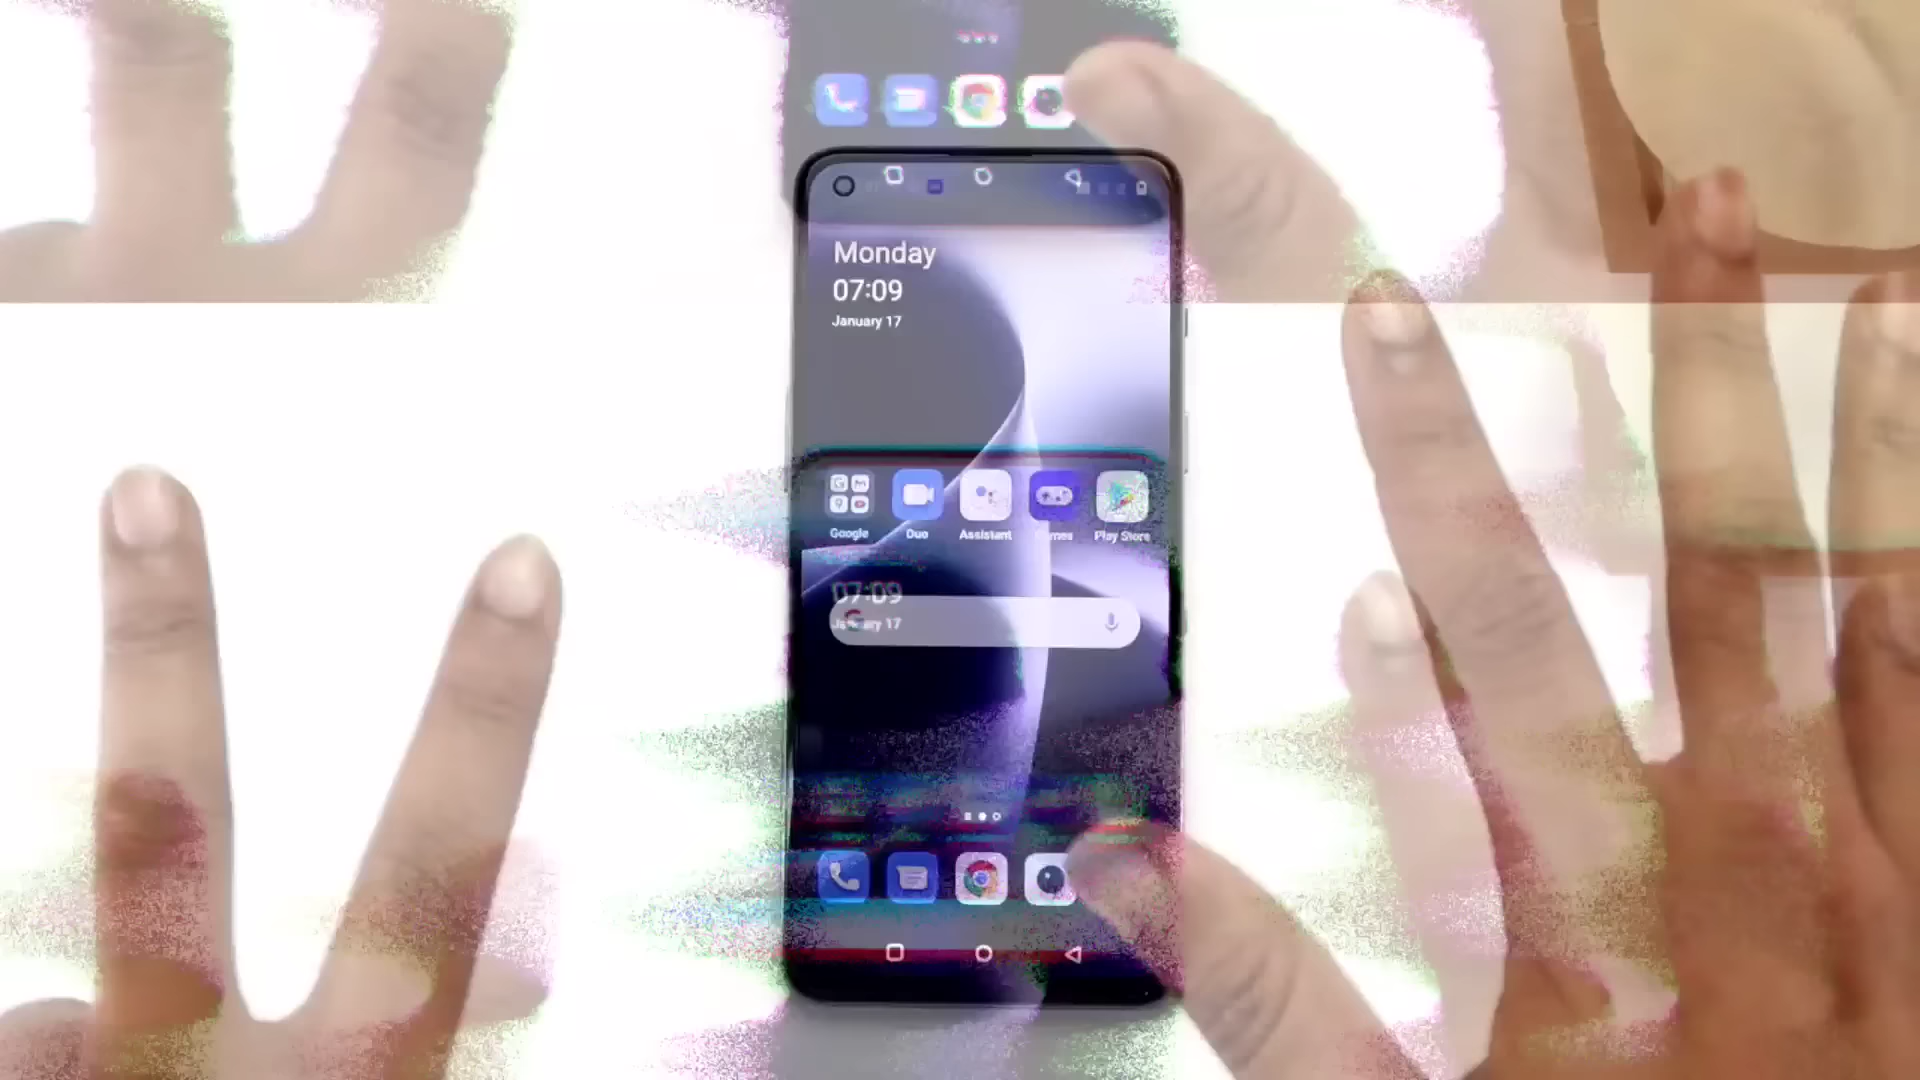 Monday
07:09
January 17
Google
Duo
Assistant
Play Store
07:09